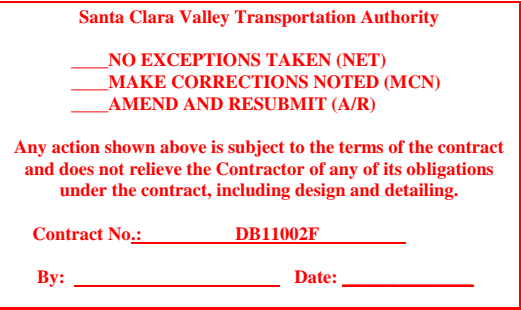 Santa Clara Valley Transportation Authority
____NO EXCEPTIONS TAKEN (NET)
____MAKE CORRECTIONS NOTED (MCN)
____AMEND AND RESUBMIT (A/R)
Any action shown above is subject to the terms of the contract
and does not relieve the Contractor of any of its obligations
under the contract, including design and detailing.
Contract No.: DB11002F
By: ____________________ Date: ______________